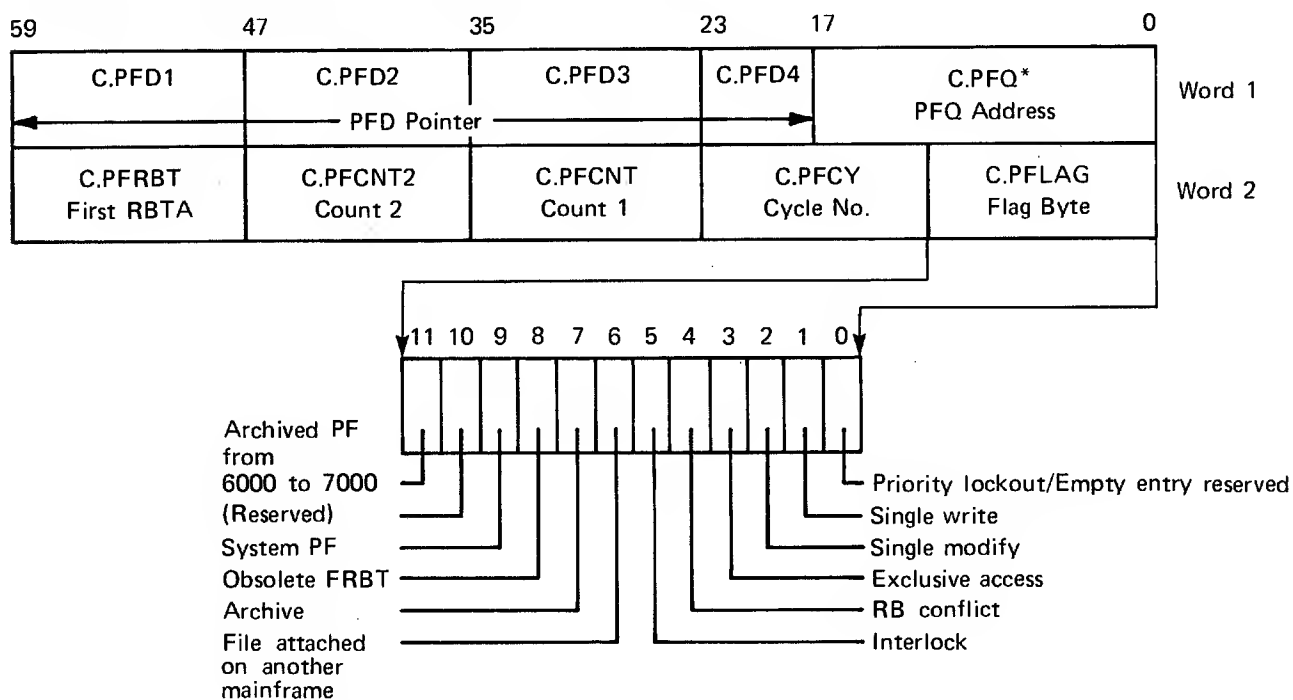 59 47 35 23 17 0
C.PFD1 C.PFD2 C.PFD3 C.PFD4 C.PFQ*
PFD Pointer PFQ Address Word 1
C.PFRBT C.PFCNT2 C.PFCNT C.PFCY C.PFLAG
First RBTA Count 2 Count 1 Cycle No. Flag Byte Word 2
11 10 9 8 7 6 5 4 3 2 1 0
Archived PF
from
6000 to 7000
(Reserved)
System PF
Obsolete FRBT
Archive
File attached
on another
mainframe
Priority lockout/Empty entry reserved
Single write
Single modify
Exclusive access
RB conflict
Interlock